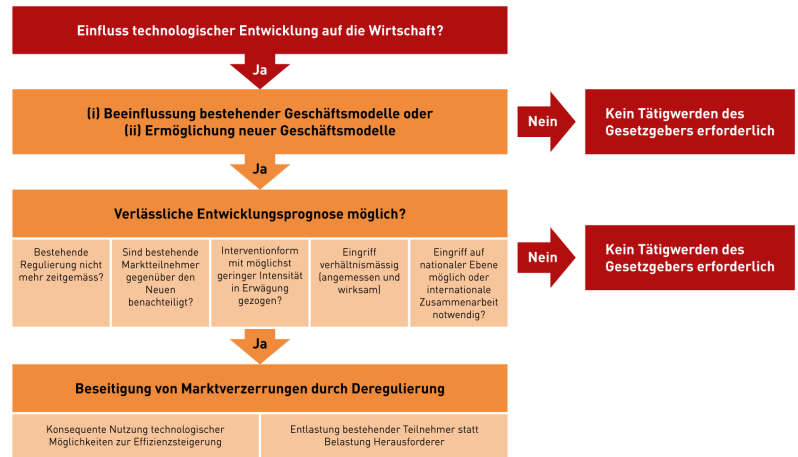 Einfluss technologischer Entwicklung auf die Wirtschaft?
Ja
(i) Beeinflussung bestehender Geschäftsmodelle oder
(ii) Ermöglichung neuer Geschäftsmodelle
Nein
Kein Tätigwerden des
Gesetzgebers erforderlich
Ja
Verlässliche Entwicklungsprognose möglich?
Bestehende
Regulierung nicht
mehr zeitgemäss?
Sind bestehende
Marktteilnehmer
gegenüber den
Neuen
benachteiligt?
Interventionform
mit möglichst
geringer Intensität
in Erwägung
gezogen?
Eingriff
verhältnismässig
(angemessen und
wirksam)
Eingriff auf
nationaler Ebene
möglich oder
internationale
Zusammenarbeit
notwendig?
Nein
Kein Tätigwerden des
Gesetzgebers erforderlich
Ja
Beseitigung von Marktverzerrungen durch Deregulierung
Konsequente Nutzung technologischer
Möglichkeiten zur Effizienzsteigerung
Entlastung bestehender Teilnehmer statt
Belastung Herausforderer